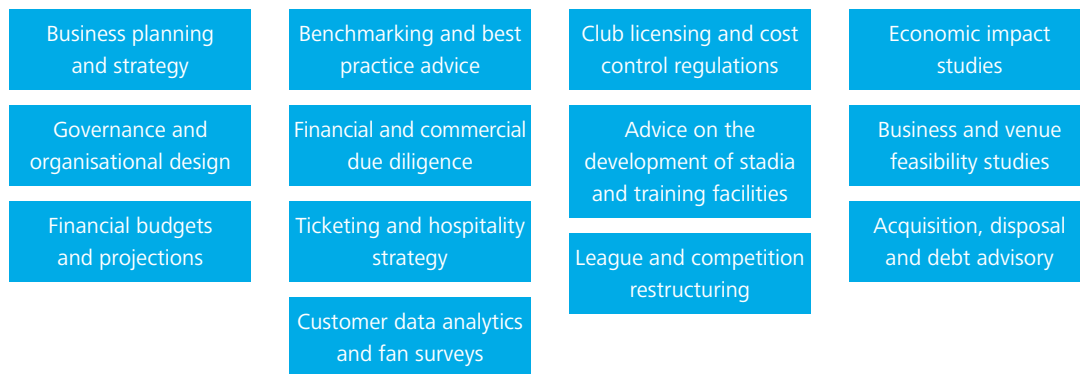 Business planning
and strategy
Governance and
organisational design
Financial budgets
and projections
Benchmarking and best
practice advice
Financial and commercial
due diligence
Ticketing and hospitality
strategy
Customer data analytics
and fan surveys
Club licensing and cost
control regulations
Advice on the
development of stadia
and training facilities
League and competition
restructuring
Economic impact
studies
Business and venue
feasibility studies
Acquisition, disposal
and debt advisory